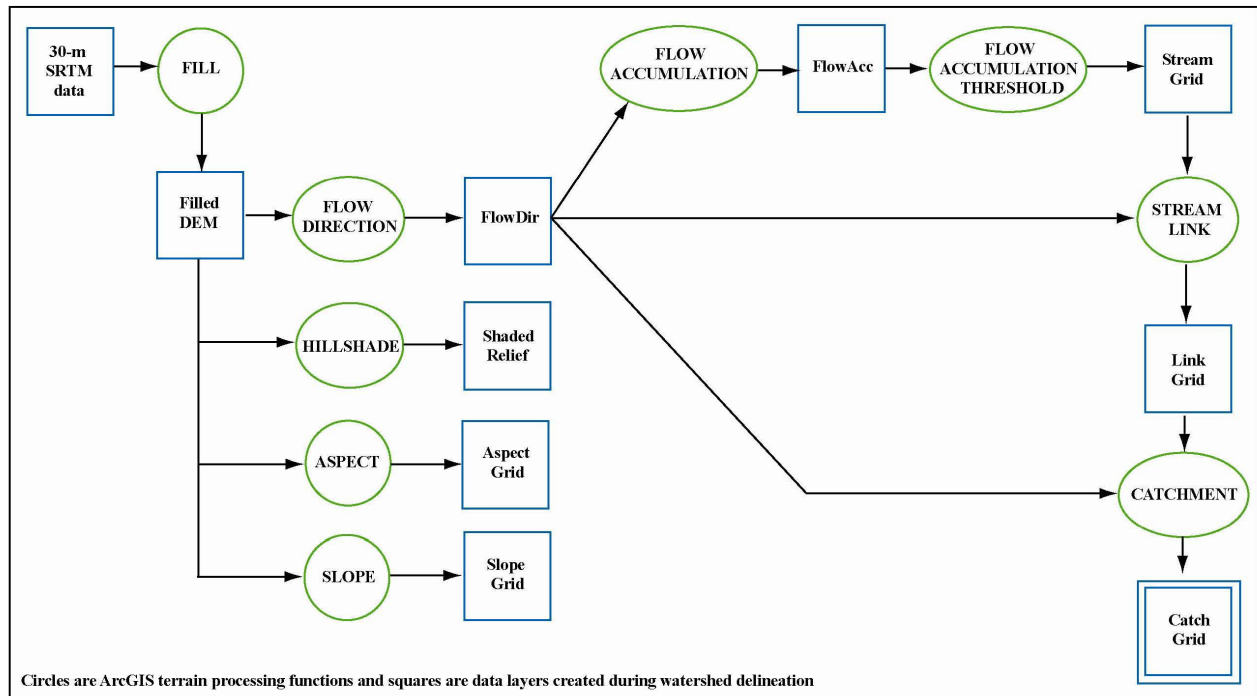 30-m
SRTM
data
FILL
FLOW
ACCUMULATION
FlowAcc
FLOW
ACCUMULATION
THRESHOLD
Stream
Grid
Filled
DEM
FLOW
DIRECTION
FlowDir
STREAM
LINK
HILLSHADE
Shaded
Relief
Link
Grid
ASPECT
Aspect
Grid
CATCHMENT
SLOPE
Slope
Grid
Catch
Grid
Circles are ArcGIS terrain processing functions and squares are data layers created during watershed delineation